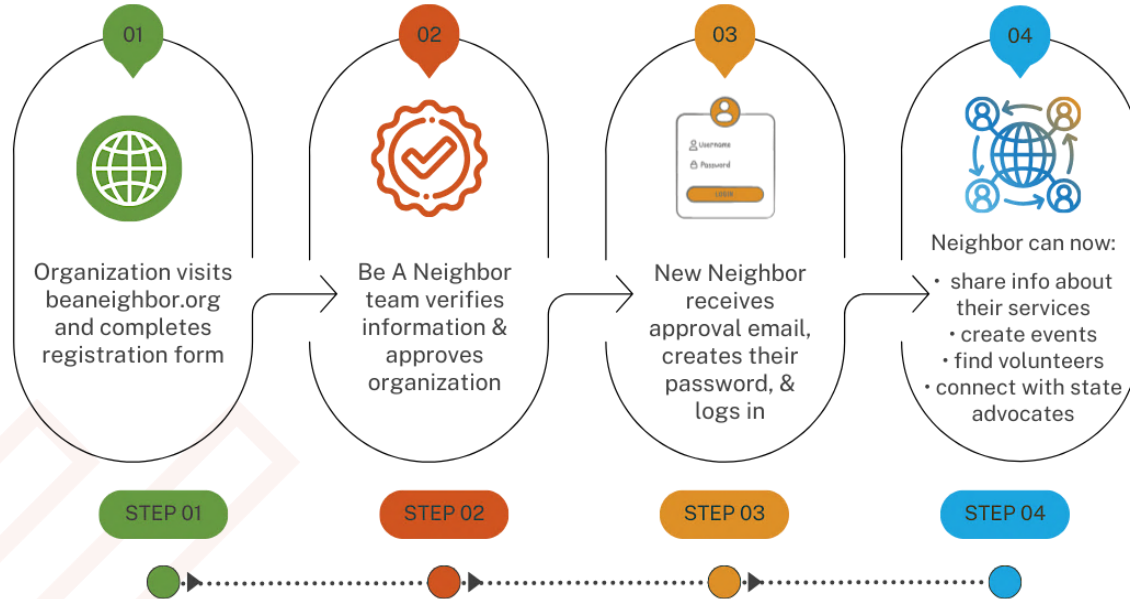 01
Organization visits
beaneighbor.org
and completes
registration form
02
Be A Neighbor
team verifies
information &
approves
organization
03
Username
Password
LOGIN
New Neighbor
receives
approval email,
creates their
password, &
logs in
04
Neighbor can now:
• share info about
their services
• create events
• find volunteers
• connect with state
advocates
STEP 01
STEP 02
STEP 03
STEP 04